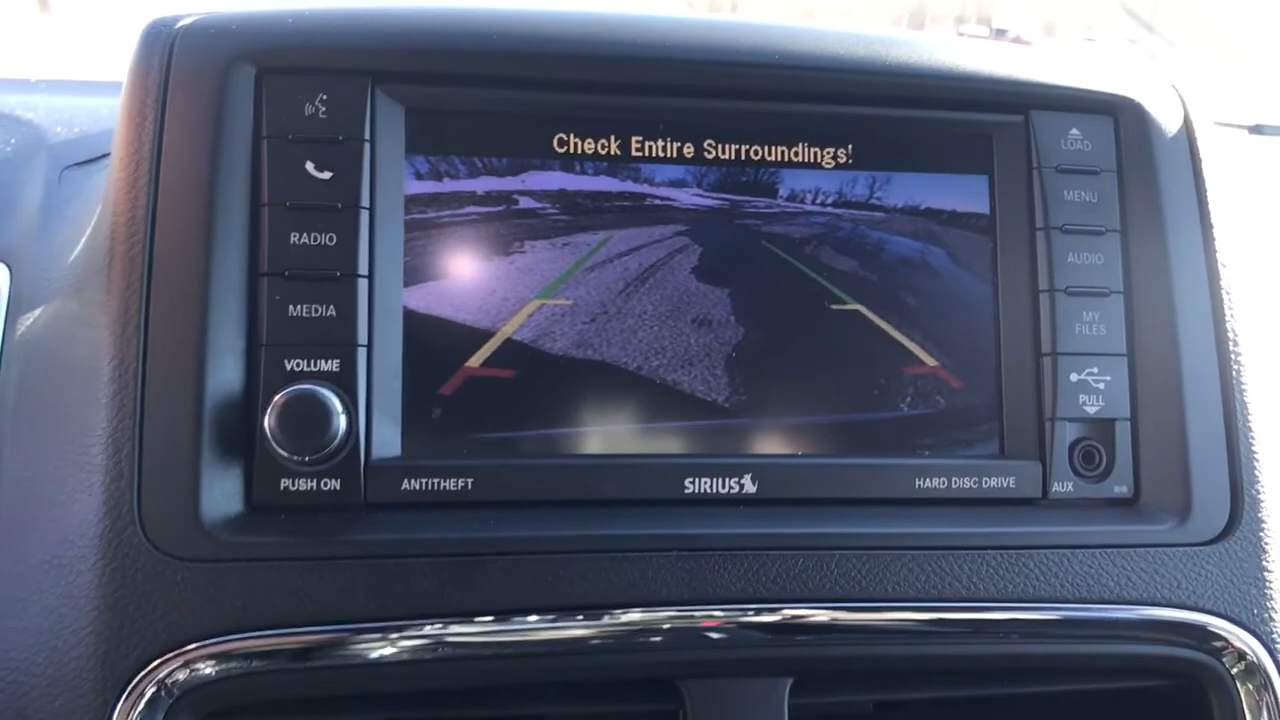 Check Entire Surroundings!
RADIO
MEDIA
VOLUME
PUSH ON
ANTITHEFT
SIRIUS
HARD DISC DRIVE
LOAD
MENU
AUDIO
MY
FILES
PULL
AUX